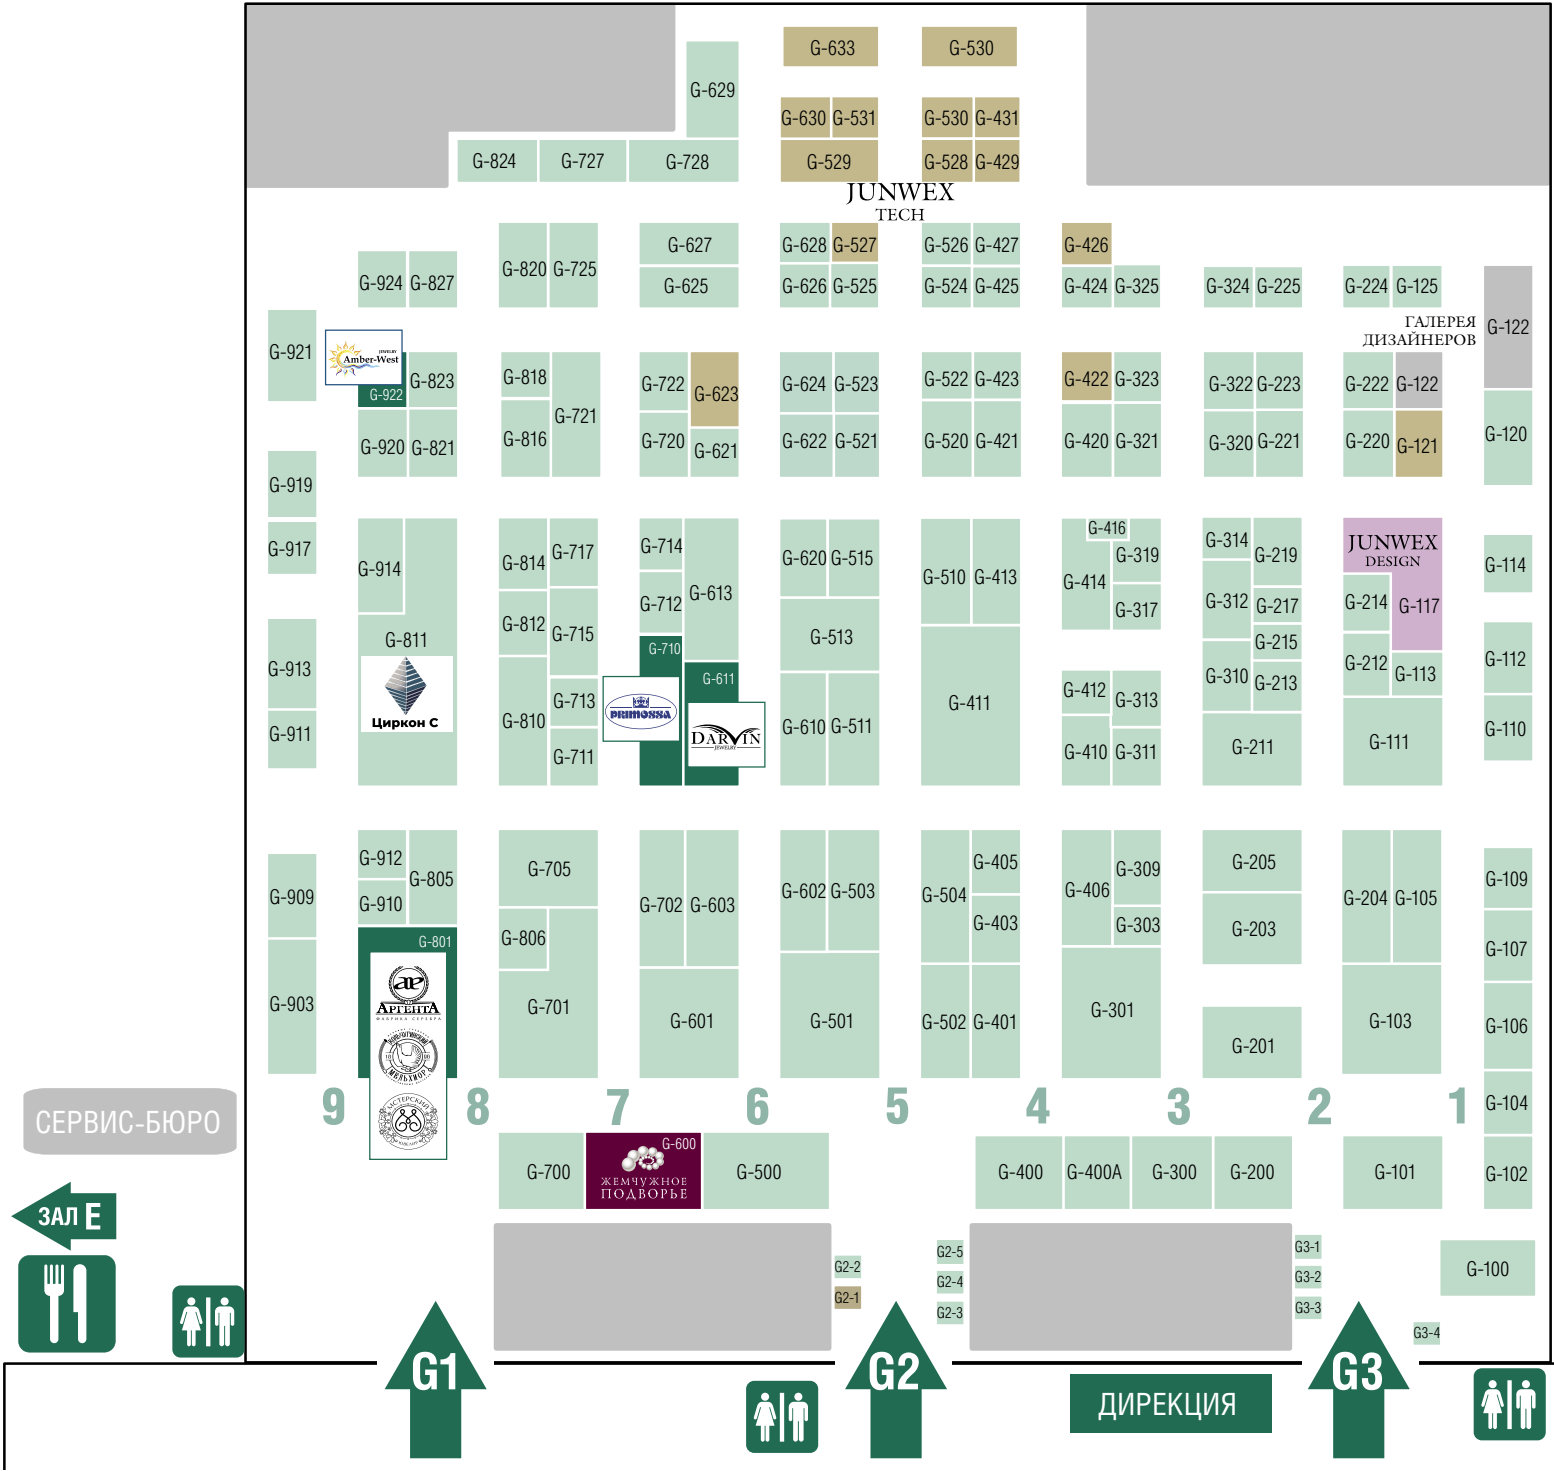 G-633 G-530
G-629
G-630 G-531 G-530 G-431
G-824 G-727 G-728 G-529 G-528 G-429
JUNWEX
TECH
G-627 G-628 G-527 G-526 G-427 G-426
G-924 G-827 G-820 G-725 G-625 G-626 G-525 G-524 G-425 G-424 G-325 G-324 G-225 G-224 G-125
ГАЛЕРЕЯ
ДИЗАЙНЕРОВ
G-122
G-921
JEWELRY
Amber-West
G-922
G-823 G-818 G-721 G-722 G-623 G-624 G-523 G-522 G-423 G-422 G-323 G-322 G-223 G-222 G-122
G-920 G-821 G-816 G-720 G-621 G-622 G-521 G-520 G-421 G-420 G-321 G-320 G-221 G-220 G-121 G-120
G-919
G-917
G-914 G-814 G-717 G-714 G-613 G-620 G-515 G-510 G-413 G-416 G-414 G-319 G-314 G-219
JUNWEX
DESIGN
G-114
G-812 G-715 G-712 G-513 G-317 G-312 G-217 G-214 G-117
G-811
Циркон С
G-913 G-710 G-215 G-212 G-113 G-112
PRIMOSSA
G-611
DARVIN
JEWELRY
G-911 G-810 G-713 G-711 G-610 G-511 G-411 G-412 G-313 G-410 G-311 G-310 G-213 G-211 G-111 G-110
G-912 G-805 G-705 G-405 G-309 G-205 G-109
G-909 G-910 G-702 G-603 G-602 G-503 G-504 G-406 G-204 G-105
G-801 G-806 G-403 G-303 G-203 G-107
АРГЕНТА
ФАБРИКА СЕРЕБРА
МЕЛЬХИОР
G-903 G-701 G-601 G-501 G-502 G-401 G-301 G-201 G-103 G-106
9 8 7 6 5 4 3 2 1
G-104
СЕРВИС-БЮРО
G-700
G-600
ЖЕМЧУЖНОЕ
ПОДВОРЬЕ
G-500 G-400 G-400A G-300 G-200 G-101 G-102
ЗАЛ E
G2-2 G2-5 G3-1
G2-1 G2-4 G3-2 G-100
G2-3 G3-3
G3-4
G1 G2 G3
ДИРЕКЦИЯ